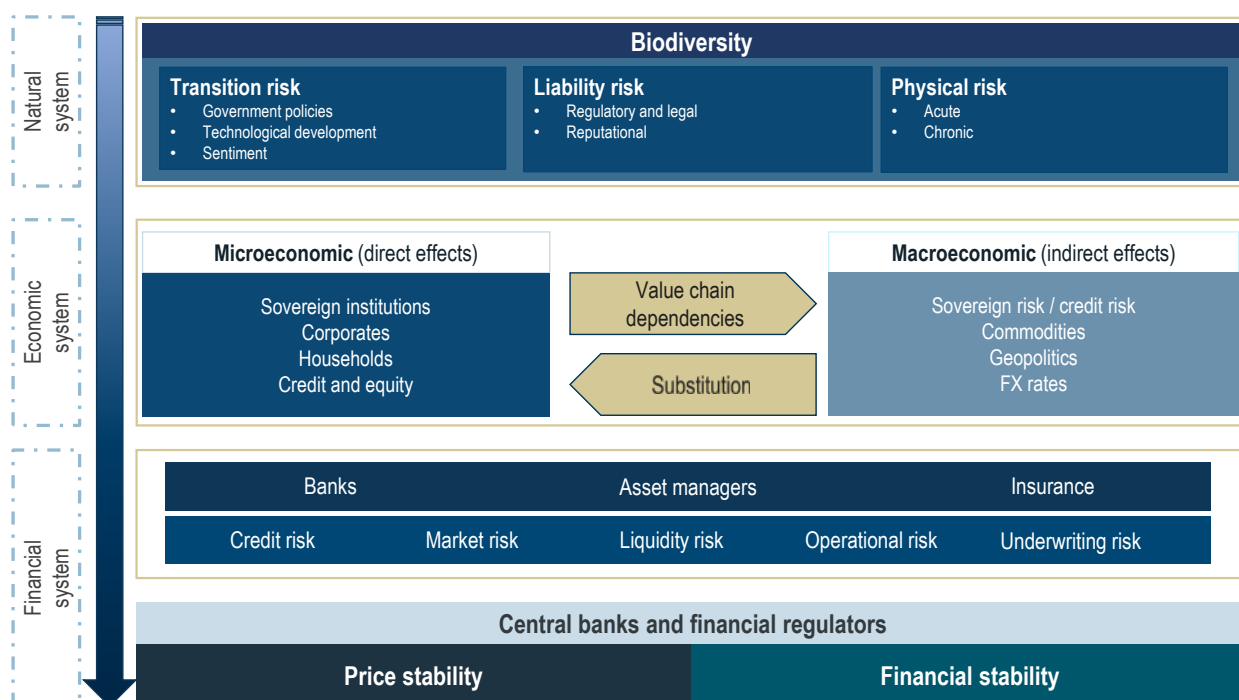 Natural
system
Biodiversity
Transition risk
• Government policies
• Technological development
• Sentiment
Liability risk
• Regulatory and legal
• Reputational
Physical risk
• Acute
• Chronic
Economic
system
Microeconomic (direct effects)
Sovereign institutions
Corporates
Households
Credit and equity
Value chain
dependencies
Substitution
Macroeconomic (indirect effects)
Sovereign risk / credit risk
Commodities
Geopolitics
FX rates
Financial
system
Banks
Asset managers
Insurance
Credit risk
Market risk
Liquidity risk
Operational risk
Underwriting risk
Central banks and financial regulators
Price stability
Financial stability